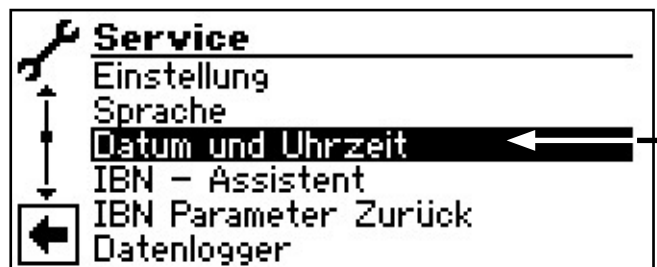 Service
Einstellung
Sprache
Datum und Uhrzeit
IBN - Assistent
IBN Parameter Zurück
Datenlogger